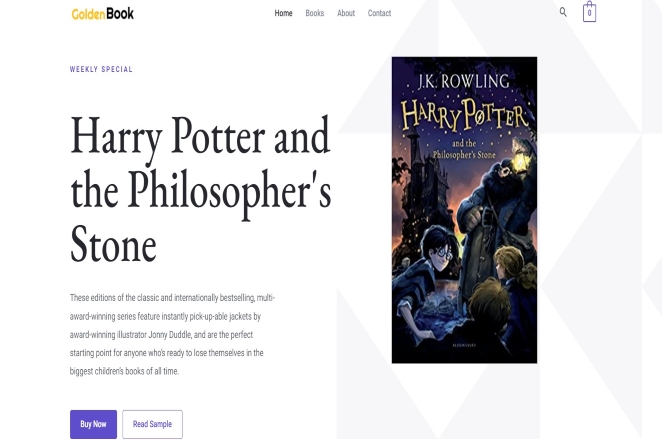 GoldenBook
Home Books About Contact
0
WEEKLY SPECIAL
Harry Potter and
the Philosopher's
Stone
These editions of the classic and internationally bestselling, multi-
award-winning series feature instantly pick-up-able jackets by
award-winning illustrator Jonny Duddle, and are the perfect
starting point for anyone who's ready to lose themselves in the
biggest children's books of all time.
Buy Now Read Sample
J.K. ROWLING
HARRY POTTER
and the
Philosopher's Stone
BLOOMSBURY